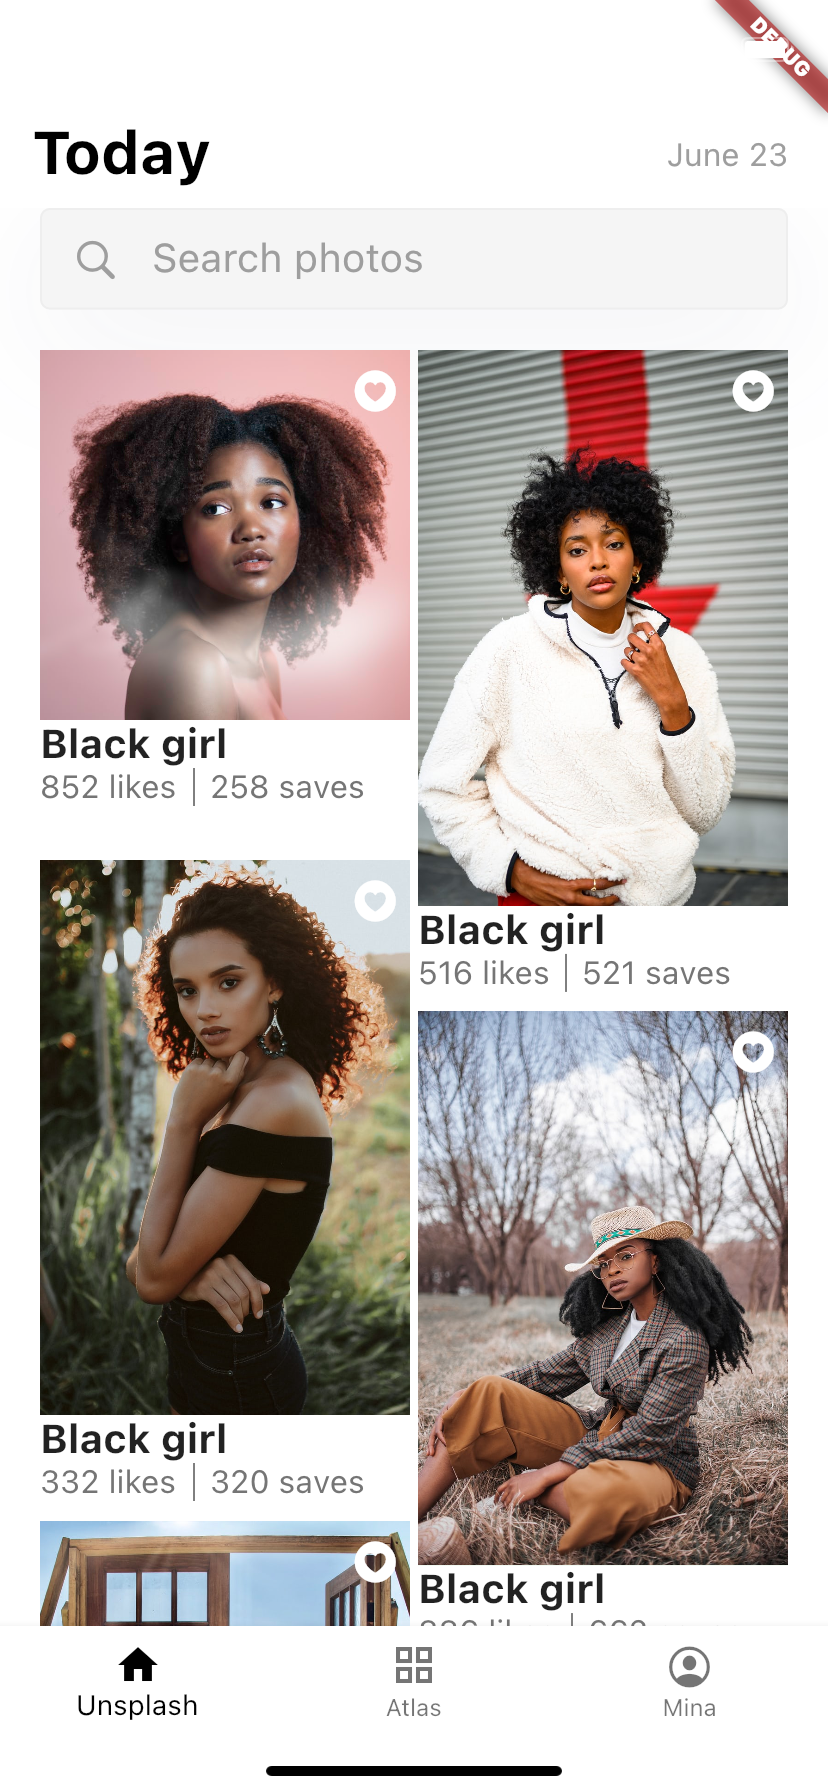 DEBUG
Today
June 23
Search photos
Black girl
852 likes | 258 saves
Black girl
516 likes | 521 saves
Black girl
332 likes | 320 saves
Black girl
Unsplash
Atlas
Mina